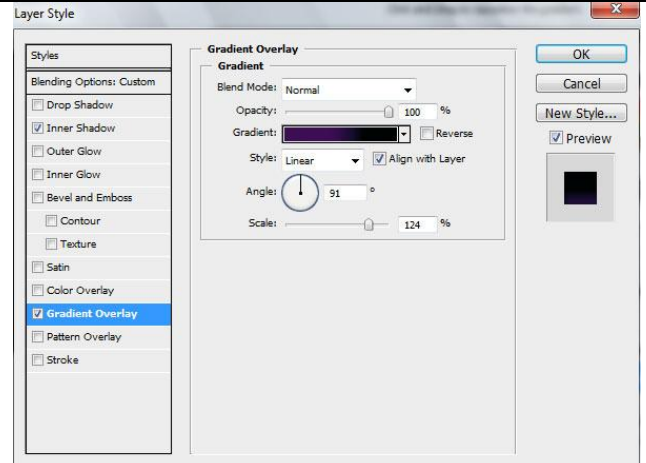 Layer Style
Styles
Blending Options: Custom
Drop Shadow
Inner Shadow
Outer Glow
Inner Glow
Bevel and Emboss
Contour
Texture
Satin
Color Overlay
Gradient Overlay
Pattern Overlay
Stroke
Gradient Overlay
Gradient
Blend Mode: Normal
Opacity: 100 %
Gradient: Reverse
Style: Linear Align with Layer
Angle: 91 °
Scale: 124 %
OK
Cancel
New Style...
Preview